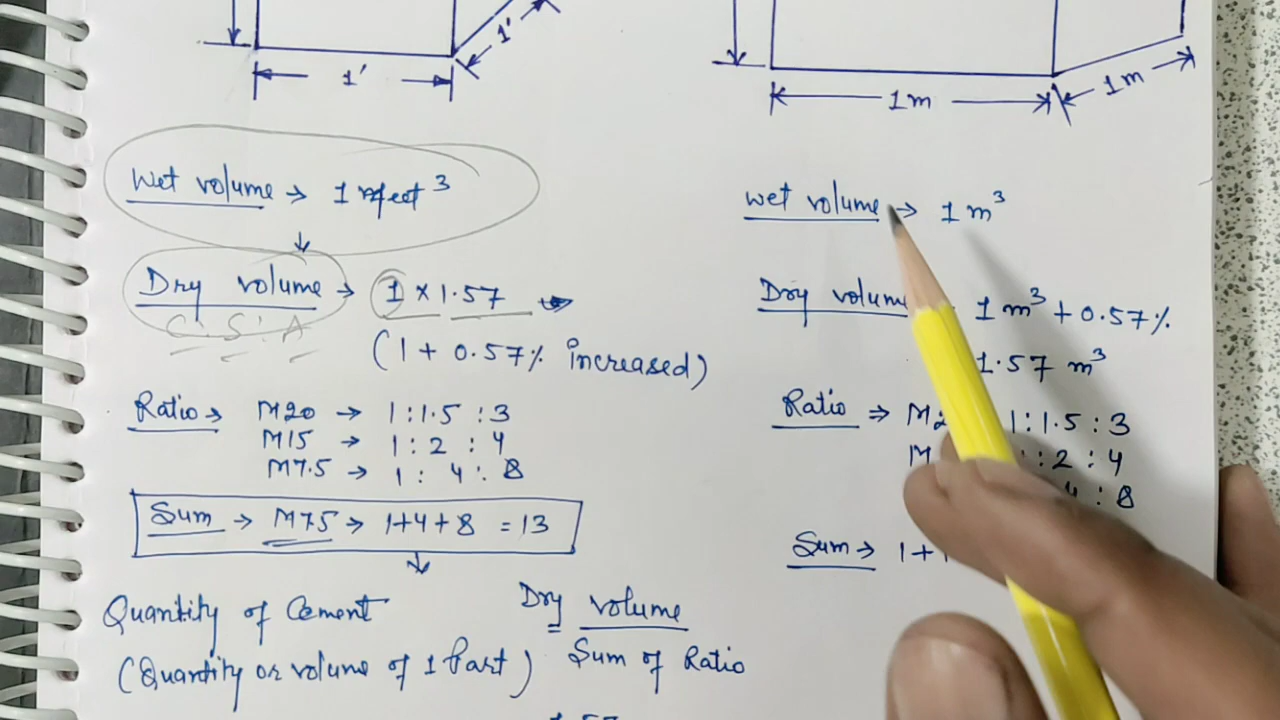 1'
1'
Wet volume → 1 feet³
Dry volume → 1 × 1.57
C : S : A
(1 + 0.57% increased)
Ratio → M20 → 1 : 1.5 : 3
M15 → 1 : 2 : 4
M7.5 → 1 : 4 : 8
Sum → M7.5 → 1+4+8 = 13
Quantity of Cement
(Quantity or volume of 1 Part)
Dry volume
Sum of Ratio
1.57
1m
1m
Wet volume → 1 m³
Dry volume 1 m³ + 0.57%
1.57 m³
Ratio ⇒ M20 1 : 1.5 : 3
M : 2 : 4
4 : 8
Sum → 1 +